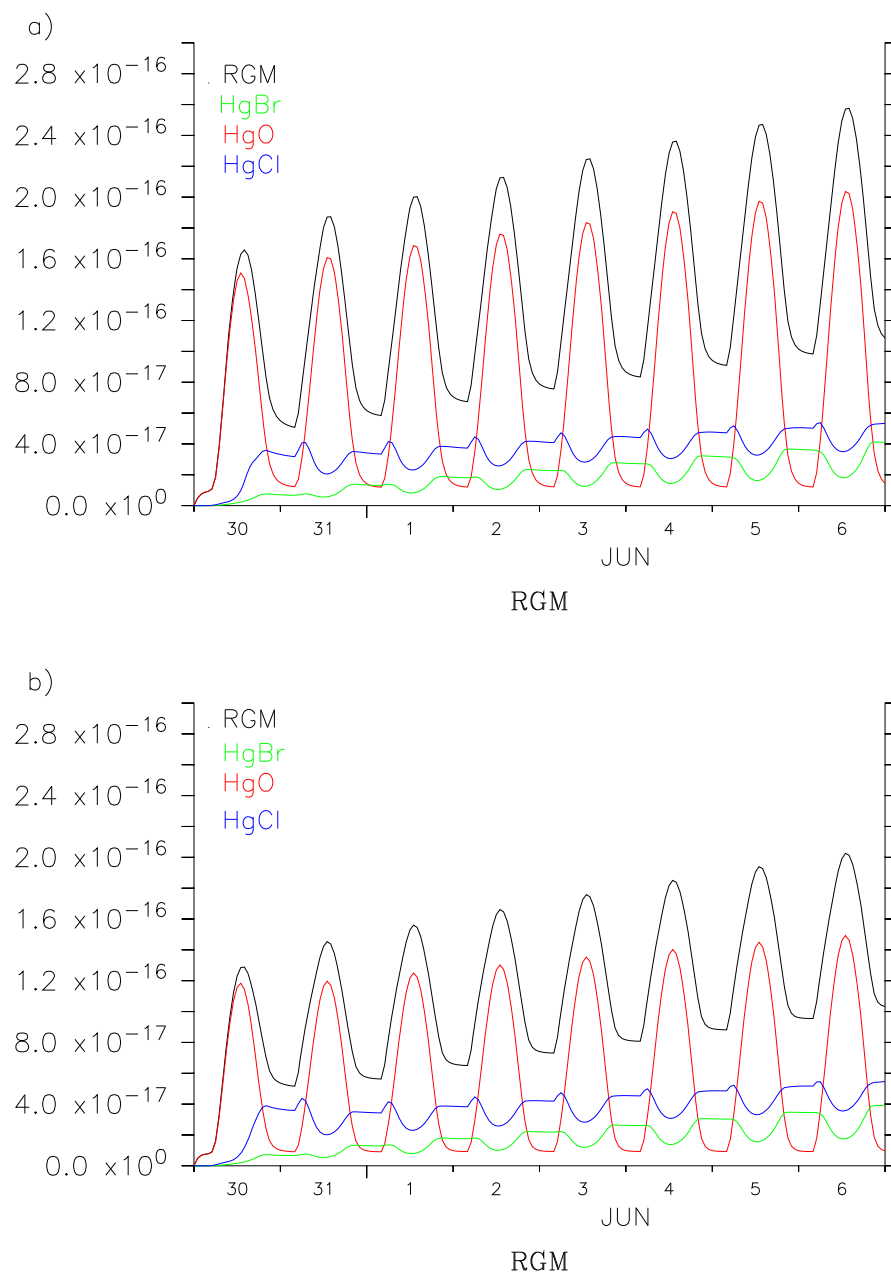 a)
2.8 x10^-16
2.4 x10^-16
2.0 x10^-16
1.6 x10^-16
1.2 x10^-16
8.0 x10^-17
4.0 x10^-17
0.0 x10^0
RGM
HgBr
HgO
HgCl
30 31 1 2 3 4 5 6
JUN
RGM
b)
2.8 x10^-16
2.4 x10^-16
2.0 x10^-16
1.6 x10^-16
1.2 x10^-16
8.0 x10^-17
4.0 x10^-17
0.0 x10^0
RGM
HgBr
HgO
HgCl
30 31 1 2 3 4 5 6
JUN
RGM